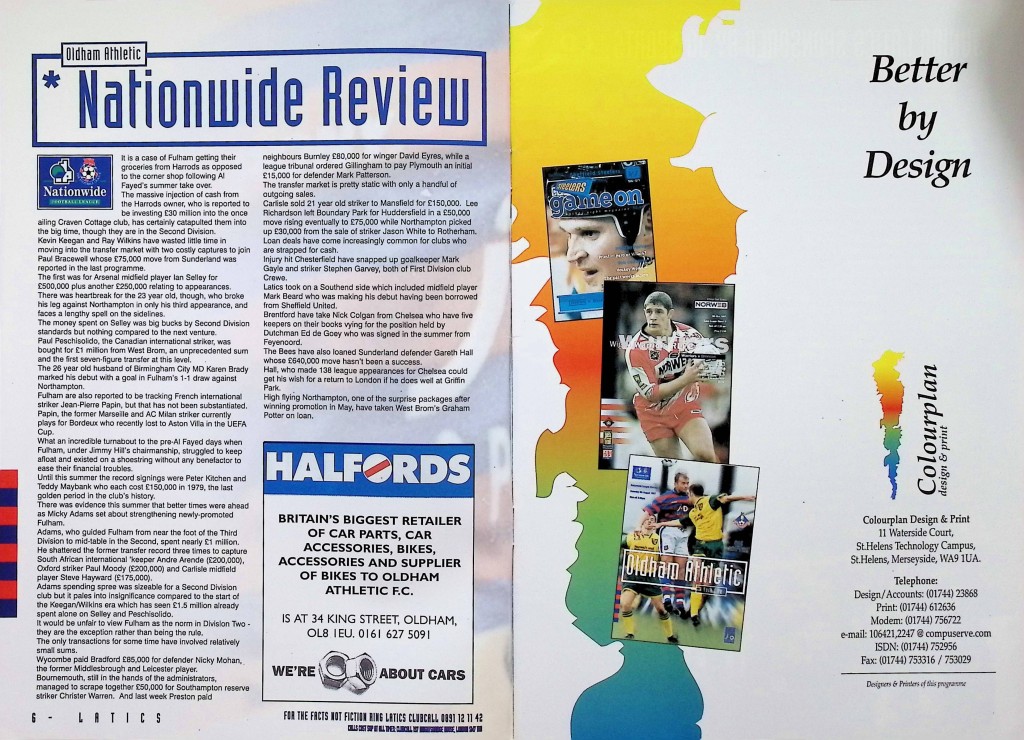 Oldham Athletic
* Nationwide Review
Nationwide
FOOTBALL LEAGUE
It is a case of Fulham getting their
groceries from Harrods as opposed
to the corner shop following Al
Fayed's summer take over.
The massive injection of cash from
the Harrods owner, who is reported to
be investing £30 million into the once
ailing Craven Cottage club, has certainly catapulted them into
the big time, though they are in the Second Division.
Kevin Keegan and Ray Wilkins have wasted little time in
moving into the transfer market with two costly captures to join
Paul Bracewell whose £75,000 move from Sunderland was
reported in the last programme.
The first was for Arsenal midfield player Ian Selley for
£500,000 plus another £250,000 relating to appearances.
There was heartbreak for the 23 year old, though, who broke
his leg against Northampton in only his third appearance, and
faces a lengthy spell on the sidelines.
The money spent on Selley was big bucks by Second Division
standards but nothing compared to the next venture.
Paul Peschisolido, the Canadian international striker, was
bought for £1 million from West Brom, an unprecedented sum
and the first seven-figure transfer at this level.
The 26 year old husband of Birmingham City MD Karen Brady
marked his debut with a goal in Fulham's 1-1 draw against
Northampton.
Fulham are also reported to be tracking French international
striker Jean-Pierre Papin, but that has not been substantiated.
Papin, the former Marseille and AC Milan striker currently
plays for Bordeux who recently lost to Aston Villa in the UEFA
Cup.
What an incredible turnabout to the pre-Al Fayed days when
Fulham, under Jimmy Hill's chairmanship, struggled to keep
afloat and existed on a shoestring without any benefactor to
ease their financial troubles.
Until this summer the record signings were Peter Kitchen and
Teddy Maybank who each cost £150,000 in 1979, the last
golden period in the club's history.
There was evidence this summer that better times were ahead
as Micky Adams set about strengthening newly-promoted
Fulham.
Adams, who guided Fulham from near the foot of the Third
Division to mid-table in the Second, spent nearly £1 million.
He shattered the former transfer record three times to capture
South African international 'keeper Andre Arende (£200,000),
Oxford striker Paul Moody (£200,000) and Carlisle midfield
player Steve Hayward (£175,000).
Adams spending spree was sizeable for a Second Division
club but it pales into insignificance compared to the start of
the Keegan/Wilkins era which has seen £1.5 million already
spent alone on Selley and Peschisolido.
It would be unfair to view Fulham as the norm in Division Two -
they are the exception rather than being the rule.
The only transactions for some time have involved relatively
small sums.
Wycombe paid Bradford £85,000 for defender Nicky Mohan,
the former Middlesbrough and Leicester player.
Bournemouth, still in the hands of the administrators,
managed to scrape together £50,000 for Southampton reserve
striker Christer Warren. And last week Preston paid
neighbours Burnley £80,000 for winger David Eyres, while a
league tribunal ordered Gillingham to pay Plymouth an initial
£15,000 for defender Mark Patterson.
The transfer market is pretty static with only a handful of
outgoing sales.
Carlisle sold 21 year old striker to Mansfield for £150,000. Lee
Richardson left Boundary Park for Huddersfield in a £50,000
move rising eventually to £75,000 while Northampton picked
up £30,000 from the sale of striker Jason White to Rotherham.
Loan deals have come increasingly common for clubs who
are strapped for cash.
Injury hit Chesterfield have snapped up goalkeeper Mark
Gayle and striker Stephen Garvey, both of First Division club
Crewe.
Latics took on a Southend side which included midfield player
Mark Beard who was making his debut having been borrowed
from Sheffield United.
Brentford have take Nick Colgan from Chelsea who have five
keepers on their books vying for the position held by
Dutchman Ed de Goey who was signed in the summer from
Feyenoord.
The Bees have also loaned Sunderland defender Gareth Hall
whose £640,000 move hasn't been a success.
Hall, who made 138 league appearances for Chelsea could
get his wish for a return to London if he does well at Griffin
Park.
High flying Northampton, one of the surprise packages after
winning promotion in May, have taken West Brom's Graham
Potter on loan.
HALFORDS
BRITAIN'S BIGGEST RETAILER
OF CAR PARTS, CAR
ACCESSORIES, BIKES,
ACCESSORIES AND SUPPLIER
OF BIKES TO OLDHAM
ATHLETIC F.C.
IS AT 34 KING STREET, OLDHAM,
OL8 1EU. 0161 627 5091
WE'RE ABOUT CARS
6 - LATICS
FOR THE FACTS NOT FICTION RING LATICS CLUBCALL 0891 12 11 42
Better
by
Design
game on
NORWEB
NORWEB
Oldham Athletic
Colourplan
design & print
Colourplan Design & Print
11 Waterside Court,
St.Helens Technology Campus,
St.Helens, Merseyside, WA9 1UA.
Telephone:
Design/Accounts: (01744) 23868
Print: (01744) 612636
Modem: (01744) 756722
e-mail: 106421,2247 @ compuserve.com
ISDN: (01744) 752956
Fax: (01744) 753316 / 753029
Designers & Printers of this programme